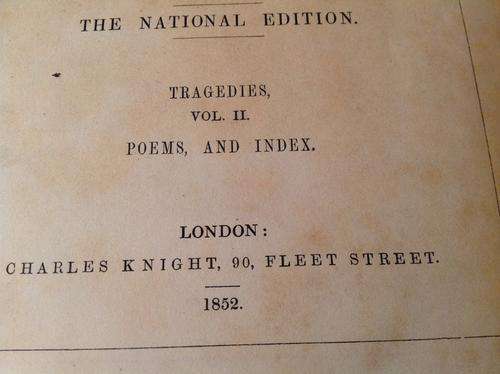 THE NATIONAL EDITION.
TRAGEDIES,
VOL. II.
POEMS, AND INDEX.
LONDON:
CHARLES KNIGHT, 90, FLEET STREET.
1852.